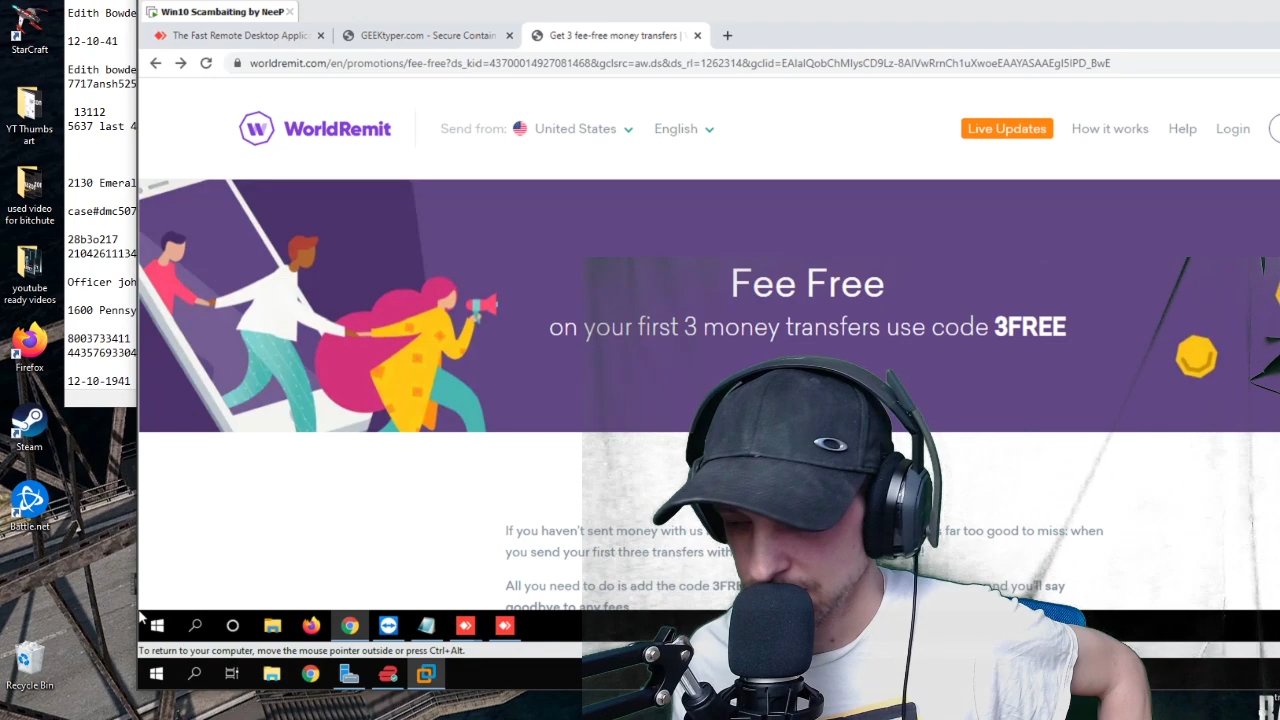 StarCraft
YT Thumbs
art
used video
for bitchute
youtube
ready videos
Firefox
Steam
Battle.net
Recycle Bin
Edith Bowde
12-10-41
Edith bowde
7717ansh525
13112
5637 last 4
2130 Emeral
case#dmc507
28b3o217
21042611134
Officer joh
1600 Pennsy
8003733411
44357693304
12-10-1941
Win10 Scambaiting by NeeP
The Fast Remote Desktop Applic
GEEKtyper.com - Secure Contain
Get 3 fee-free money transfers |
worldremit.com/en/promotions/fee-free?ds_kid=43700014927081468&gclsrc=aw.ds&ds_rl=1262314&gclid=EAIaIQobChMIysCD9Lz-8AIVwRrnCh1uXwoeEAAYASAAEgI5IPD_BwE
W WorldRemit
Send from: United States English
Live Updates How it works Help Login
Fee Free
on your first 3 money transfers use code 3FREE
If you haven't sent money with us far too good to miss: when
you send your first three transfers with
All you need to do is add the code 3FRE and you'll say
goodbye to any fees
To return to your computer, move the mouse pointer outside or press Ctrl+Alt.